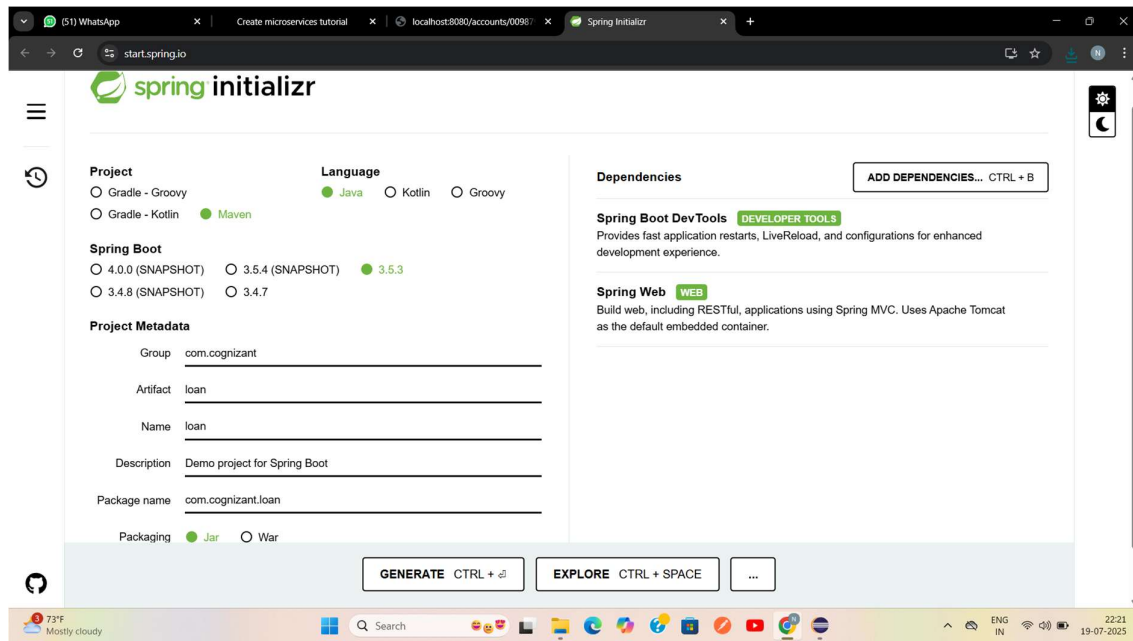 (51) WhatsApp
Create microservices tutorial
localhost:8080/accounts/00987
Spring Initializr
start.spring.io
N
spring initializr
Project
Gradle - Groovy
Gradle - Kotlin Maven
Language
Java Kotlin Groovy
Spring Boot
4.0.0 (SNAPSHOT) 3.5.4 (SNAPSHOT) 3.5.3
3.4.8 (SNAPSHOT) 3.4.7
Project Metadata
Group com.cognizant
Artifact loan
Name loan
Description Demo project for Spring Boot
Package name com.cognizant.loan
Packaging Jar War
Dependencies
ADD DEPENDENCIES... CTRL + B
Spring Boot DevTools DEVELOPER TOOLS
Provides fast application restarts, LiveReload, and configurations for enhanced
development experience.
Spring Web WEB
Build web, including RESTful, applications using Spring MVC. Uses Apache Tomcat
as the default embedded container.
GENERATE CTRL + ⏎
EXPLORE CTRL + SPACE
...
3
73°F
Mostly cloudy
Search
ENG
IN
22:21
19-07-2025